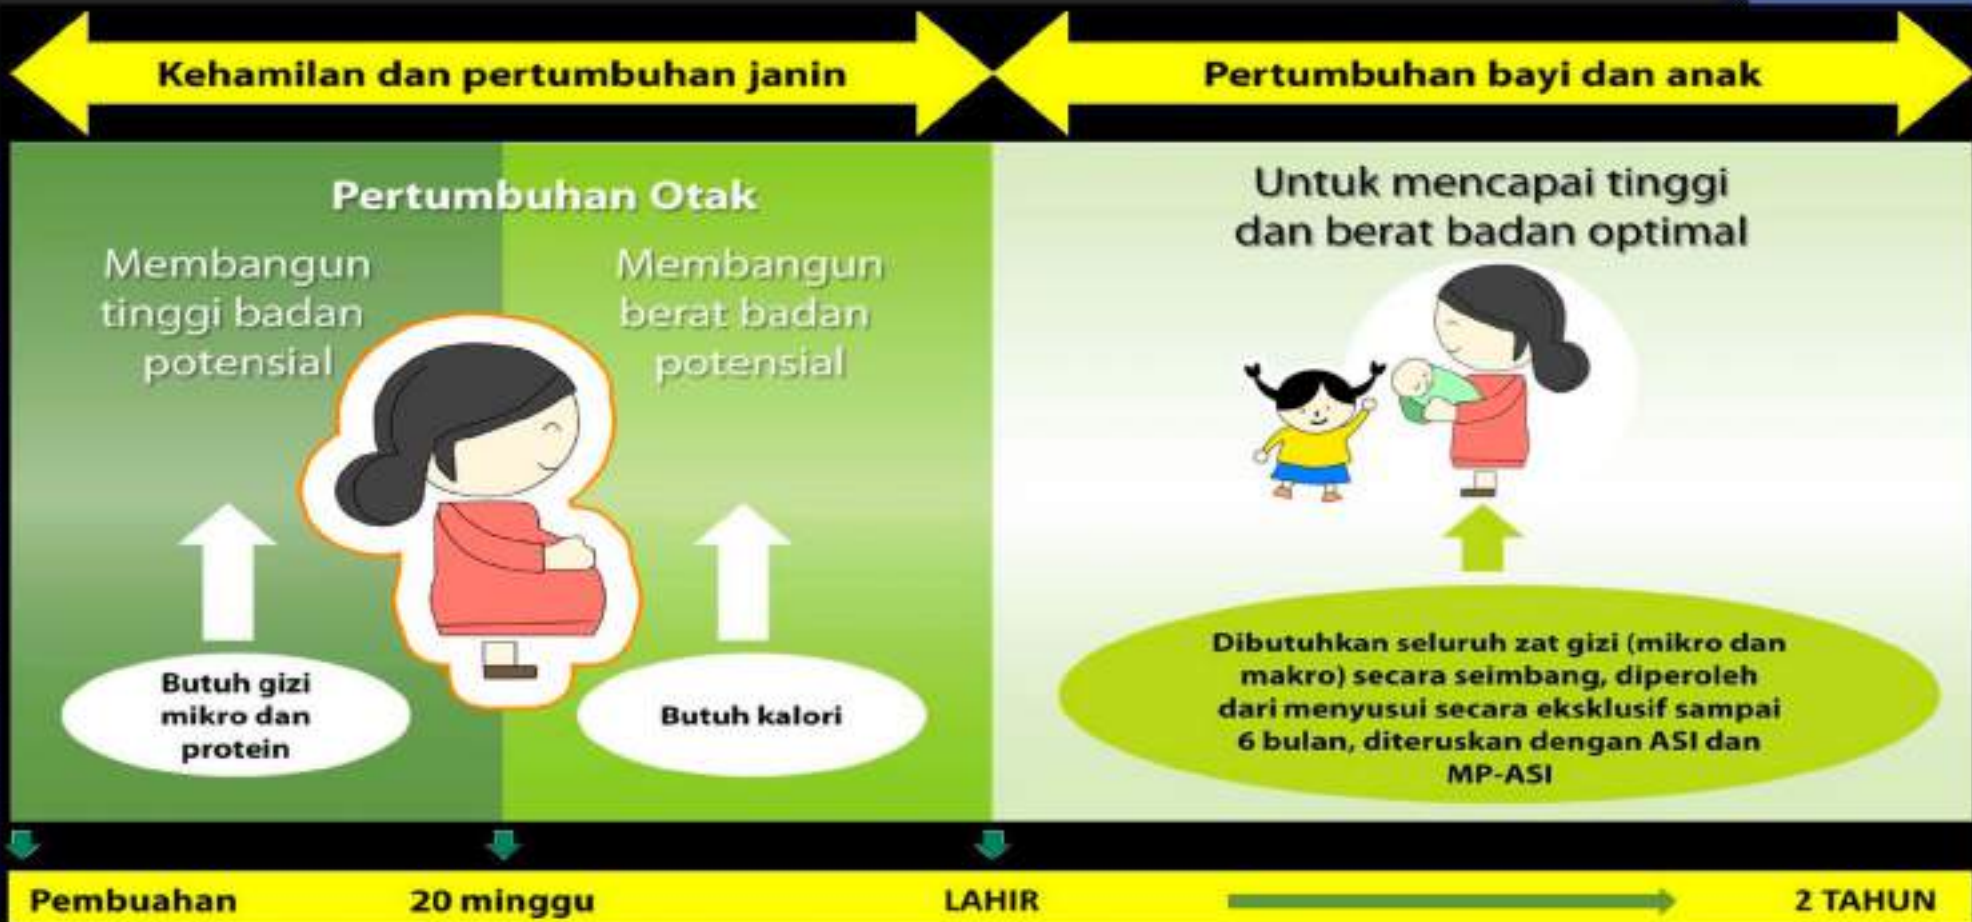 Kehamilan dan pertumbuhan janin
Pertumbuhan bayi dan anak
Pertumbuhan Otak
Membangun
tinggi badan
potensial
Membangun
berat badan
potensial
Untuk mencapai tinggi
dan berat badan optimal
Butuh gizi
mikro dan
protein
Butuh kalori
Dibutuhkan seluruh zat gizi (mikro dan
makro) secara seimbang, diperoleh
dari menyusui secara eksklusif sampai
6 bulan, diteruskan dengan ASI dan
MP-ASI
Pembuahan
20 minggu
LAHIR
2 TAHUN